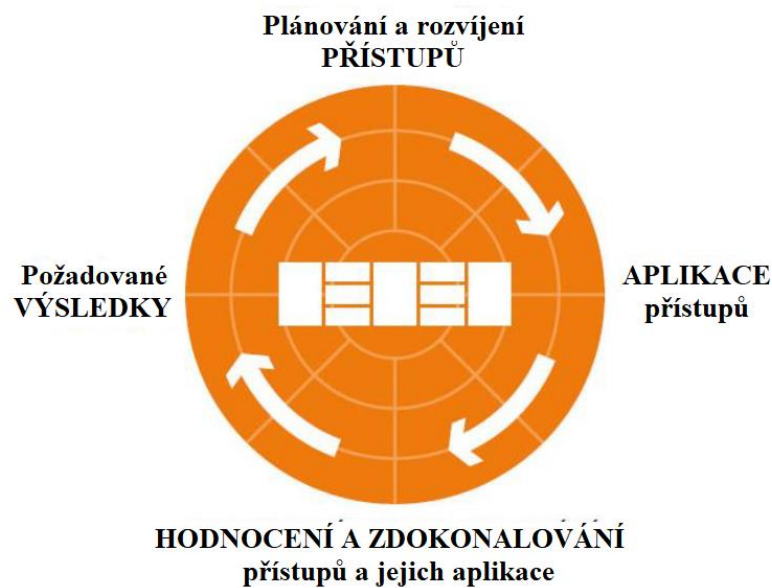 Plánování a rozvíjení
PŘÍSTUPŮ
Požadované
VÝSLEDKY
APLIKACE
přístupů
HODNOCENÍ A ZDOKONALOVÁNÍ
přístupů a jejich aplikace